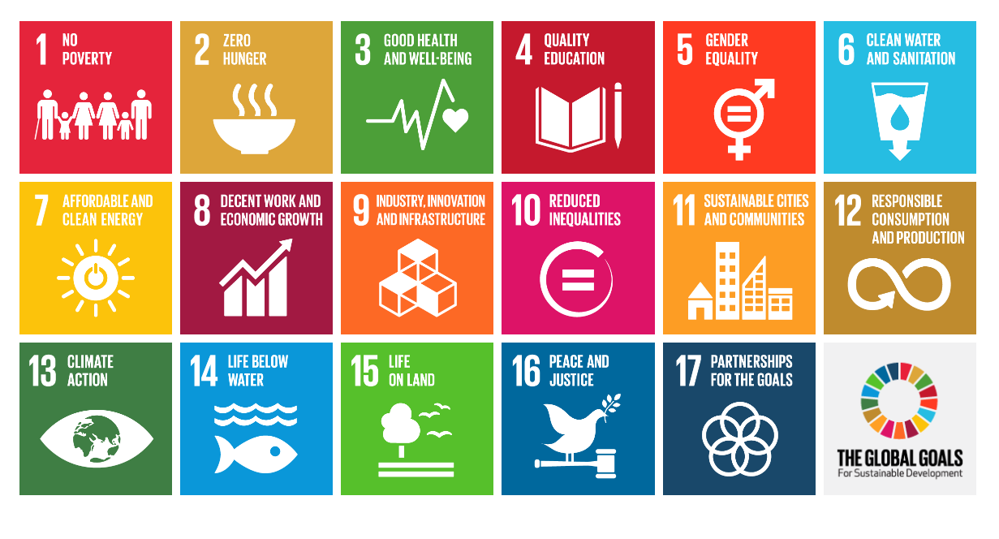 1 NO
POVERTY
2 ZERO
HUNGER
3 GOOD HEALTH
AND WELL-BEING
4 QUALITY
EDUCATION
5 GENDER
EQUALITY
6 CLEAN WATER
AND SANITATION
7 AFFORDABLE AND
CLEAN ENERGY
8 DECENT WORK AND
ECONOMIC GROWTH
9 INDUSTRY, INNOVATION
AND INFRASTRUCTURE
10 REDUCED
INEQUALITIES
11 SUSTAINABLE CITIES
AND COMMUNITIES
12 RESPONSIBLE
CONSUMPTION
AND PRODUCTION
13 CLIMATE
ACTION
14 LIFE BELOW
WATER
15 LIFE
ON LAND
16 PEACE AND
JUSTICE
17 PARTNERSHIPS
FOR THE GOALS
THE GLOBAL GOALS
For Sustainable Development